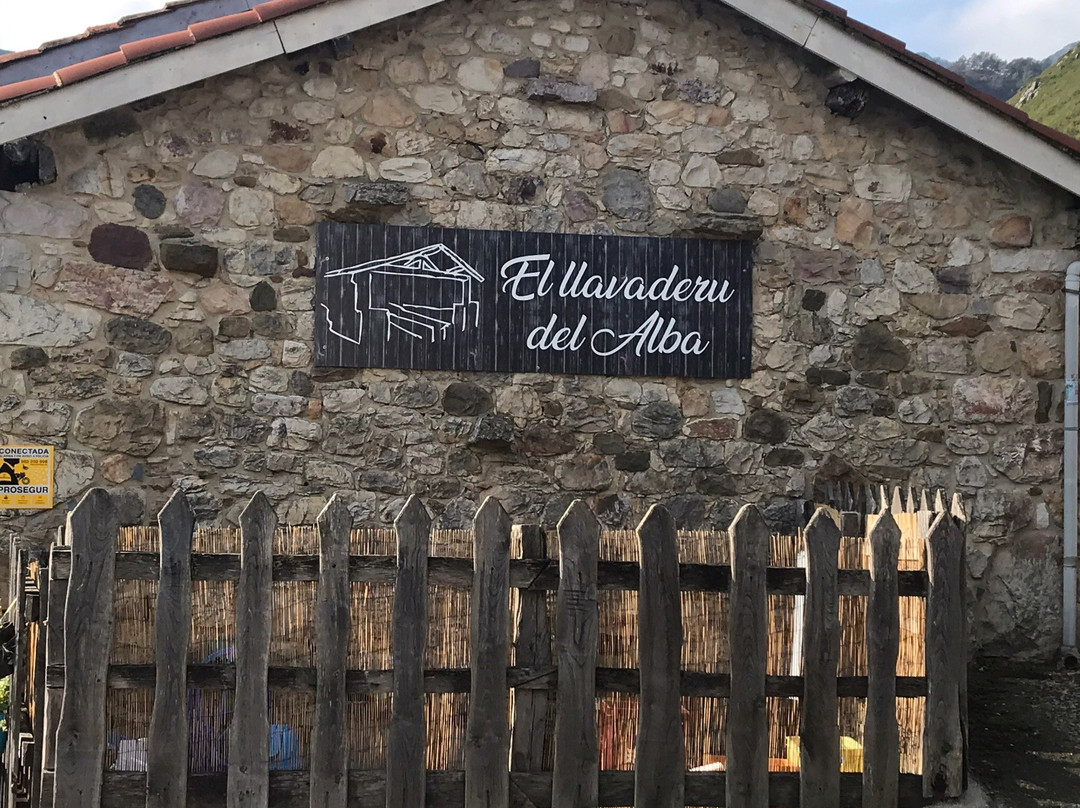 El llavaderu
del Alba
CONECTADA
PROSEGUR